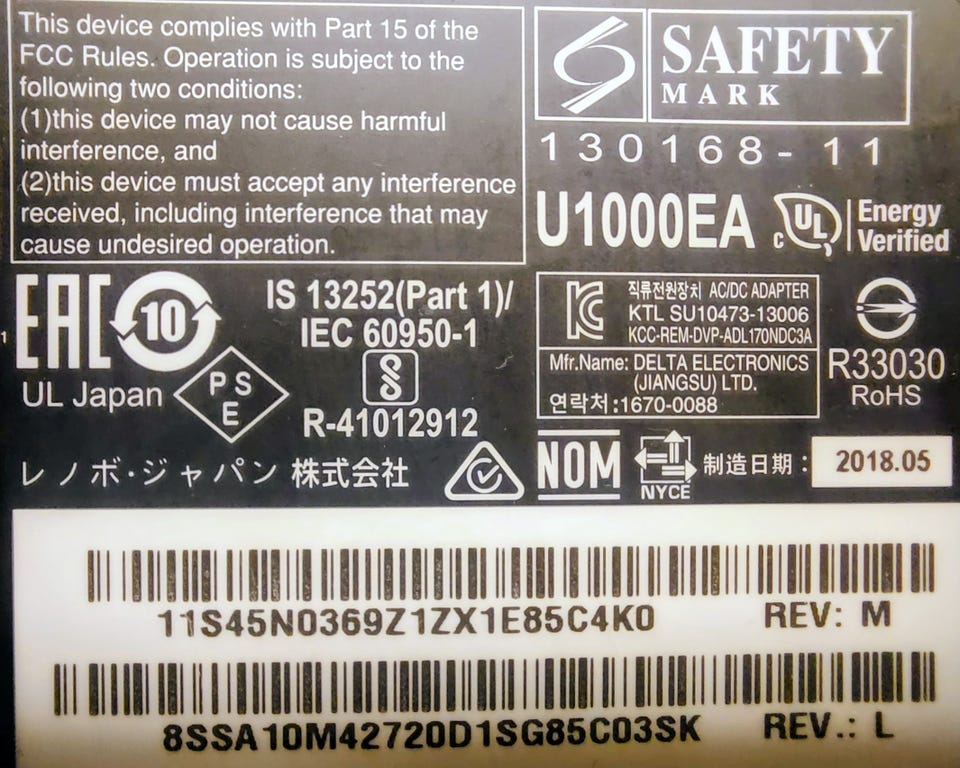 This device complies with Part 15 of the
FCC Rules. Operation is subject to the
following two conditions:
(1)this device may not cause harmful
interference, and
(2)this device must accept any interference
received, including interference that may
cause undesired operation.
SAFETY
MARK
130168-11
U1000EA
c UL Energy
Verified
EAC
10
UL Japan
PS
E
IS 13252(Part 1)/
IEC 60950-1
R-41012912
직류전원장치 AC/DC ADAPTER
KTL SU10473-13006
KCC-REM-DVP-ADL170NDC3A
Mfr.Name: DELTA ELECTRONICS
(JIANGSU) LTD.
연락처:1670-0088
R33030
RoHS
レノボ・ジャパン 株式会社
NOM
NYCE
制造日期: 2018.05
11S45N0369Z1ZX1E85C4K0 REV: M
8SSA10M42720D1SG85C03SK REV.: L